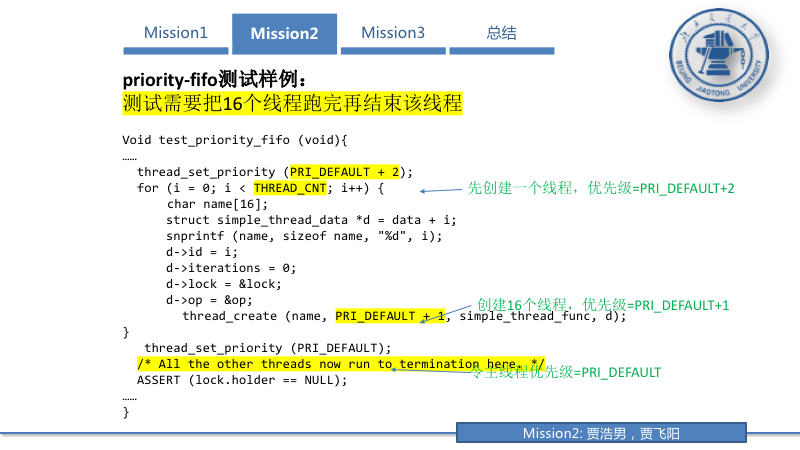 Mission1 Mission2 Mission3 总结
BEIJING JIAOTONG UNIVERSITY
priority-fifo测试样例：
测试需要把16个线程跑完再结束该线程
Void test_priority_fifo (void){
……
thread_set_priority (PRI_DEFAULT + 2);
for (i = 0; i < THREAD_CNT; i++) {
先创建一个线程，优先级=PRI_DEFAULT+2
char name[16];
struct simple_thread_data *d = data + i;
snprintf (name, sizeof name, "%d", i);
d->id = i;
d->iterations = 0;
d->lock = &lock;
d->op = &op;
创建16个线程，优先级=PRI_DEFAULT+1
thread_create (name, PRI_DEFAULT + 1, simple_thread_func, d);
}
thread_set_priority (PRI_DEFAULT);
/* All the other threads now run to termination here. */
令主线程优先级=PRI_DEFAULT
ASSERT (lock.holder == NULL);
……
}
Mission2: 贾浩男，贾飞阳